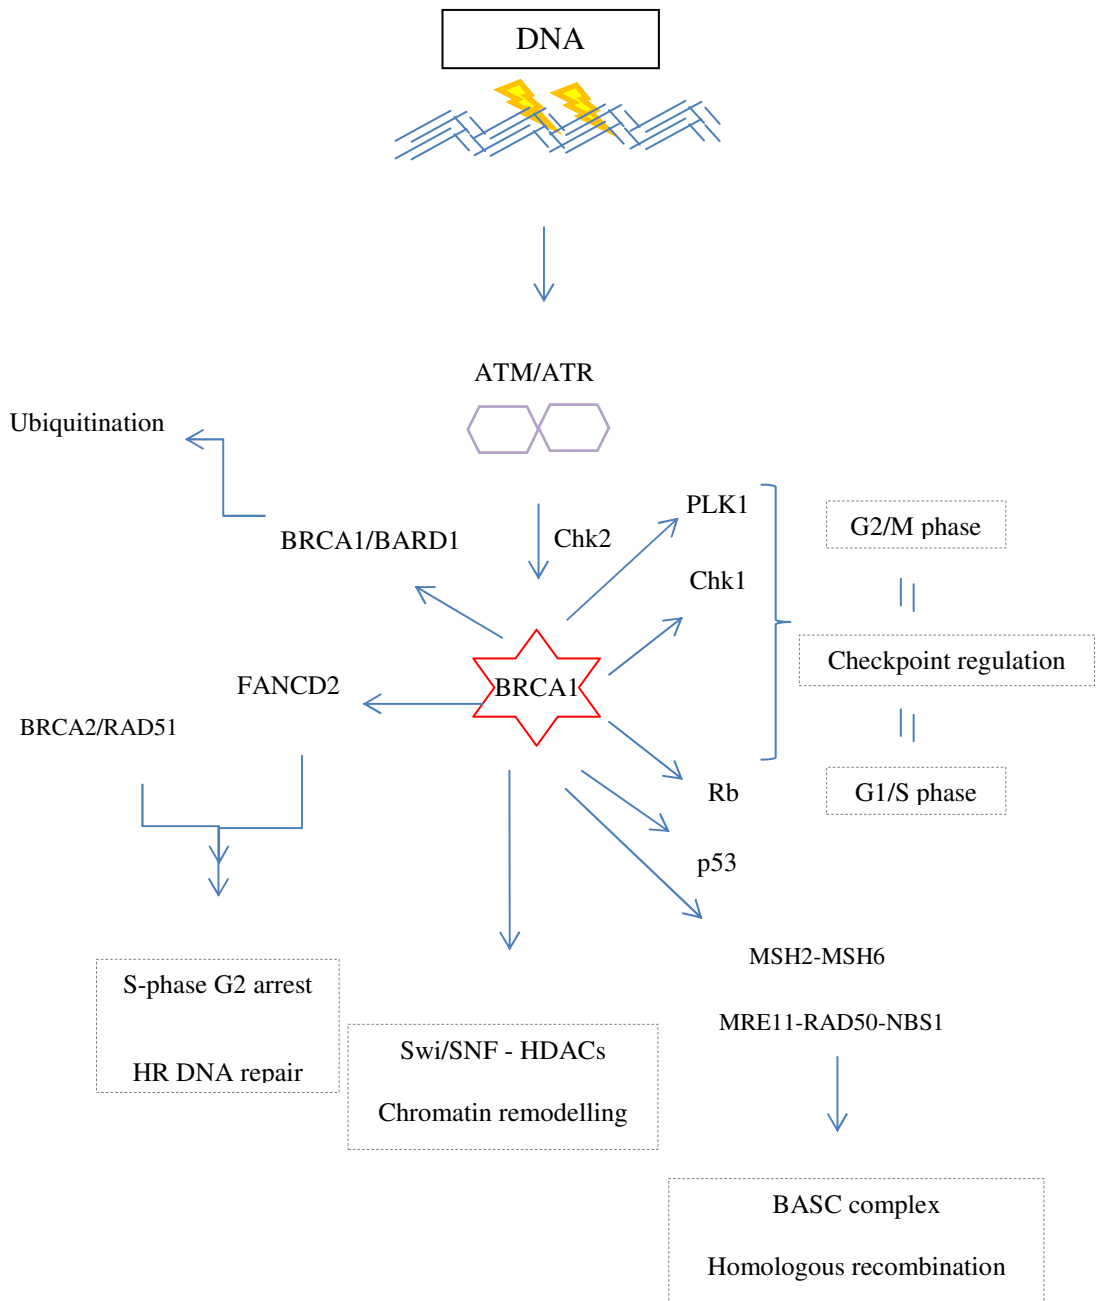 DNA
ATM/ATR
Ubiquitination
PLK1
G2/M phase
BRCA1/BARD1
Chk2
Chk1
Checkpoint regulation
FANCD2
BRCA1
BRCA2/RAD51
Rb
G1/S phase
p53
MSH2-MSH6
S-phase G2 arrest
MRE11-RAD50-NBS1
HR DNA repair
Swi/SNF - HDACs
Chromatin remodelling
BASC complex
Homologous recombination